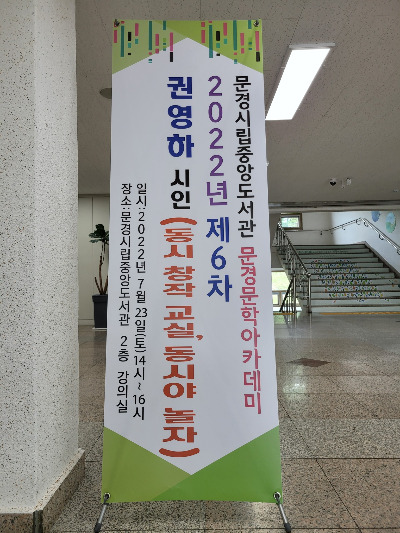 문경시립중앙도서관 문경문학아카데미
2022년 제6차
권영하 시인 (동시 창작 교실, 동시야 놀자)
일시:2022년 7월 23일(토)14시~16시
장소:문경시립중앙도서관 2층 강의실